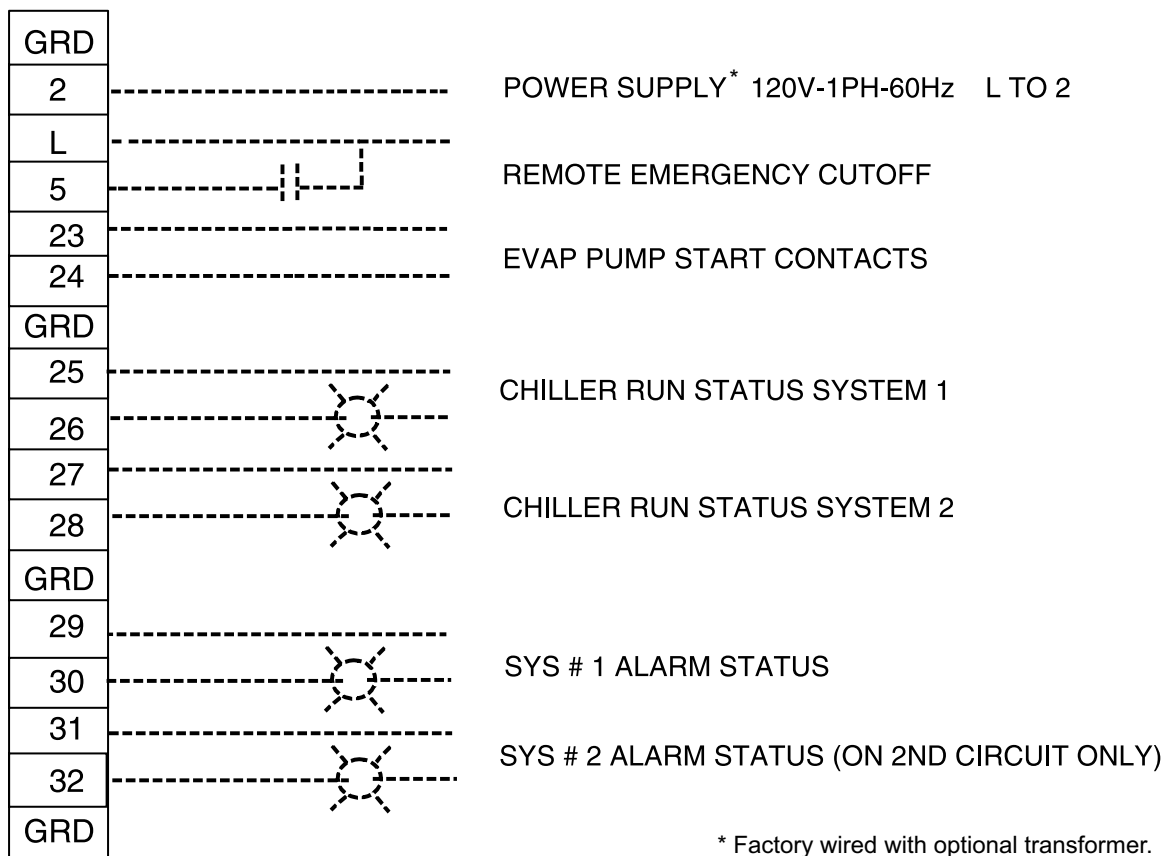 GRD
2 POWER SUPPLY* 120V-1PH-60Hz L TO 2
L
REMOTE EMERGENCY CUTOFF
5
23
EVAP PUMP START CONTACTS
24
GRD
25
CHILLER RUN STATUS SYSTEM 1
26
27
CHILLER RUN STATUS SYSTEM 2
28
GRD
29
SYS # 1 ALARM STATUS
30
31
SYS # 2 ALARM STATUS (ON 2ND CIRCUIT ONLY)
32
GRD
* Factory wired with optional transformer.